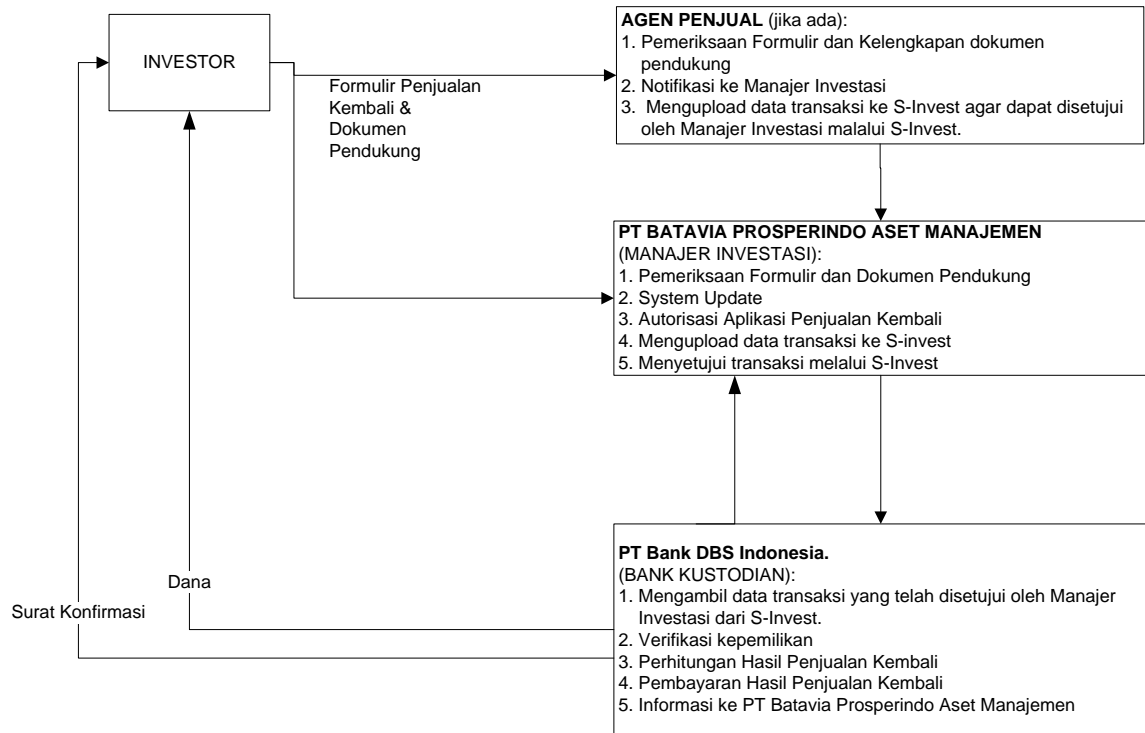 INVESTOR
Formulir Penjualan
Kembali &
Dokumen
Pendukung
AGEN PENJUAL (jika ada):
1. Pemeriksaan Formulir dan Kelengkapan dokumen
pendukung
2. Notifikasi ke Manajer Investasi
3. Mengupload data transaksi ke S-Invest agar dapat disetujui
oleh Manajer Investasi malalui S-Invest.
PT BATAVIA PROSPERINDO ASET MANAJEMEN
(MANAJER INVESTASI):
1. Pemeriksaan Formulir dan Dokumen Pendukung
2. System Update
3. Autorisasi Aplikasi Penjualan Kembali
4. Mengupload data transaksi ke S-invest
5. Menyetujui transaksi melalui S-Invest
PT Bank DBS Indonesia.
(BANK KUSTODIAN):
1. Mengambil data transaksi yang telah disetujui oleh Manajer
Investasi dari S-Invest.
2. Verifikasi kepemilikan
3. Perhitungan Hasil Penjualan Kembali
4. Pembayaran Hasil Penjualan Kembali
5. Informasi ke PT Batavia Prosperindo Aset Manajemen
Dana
Surat Konfirmasi